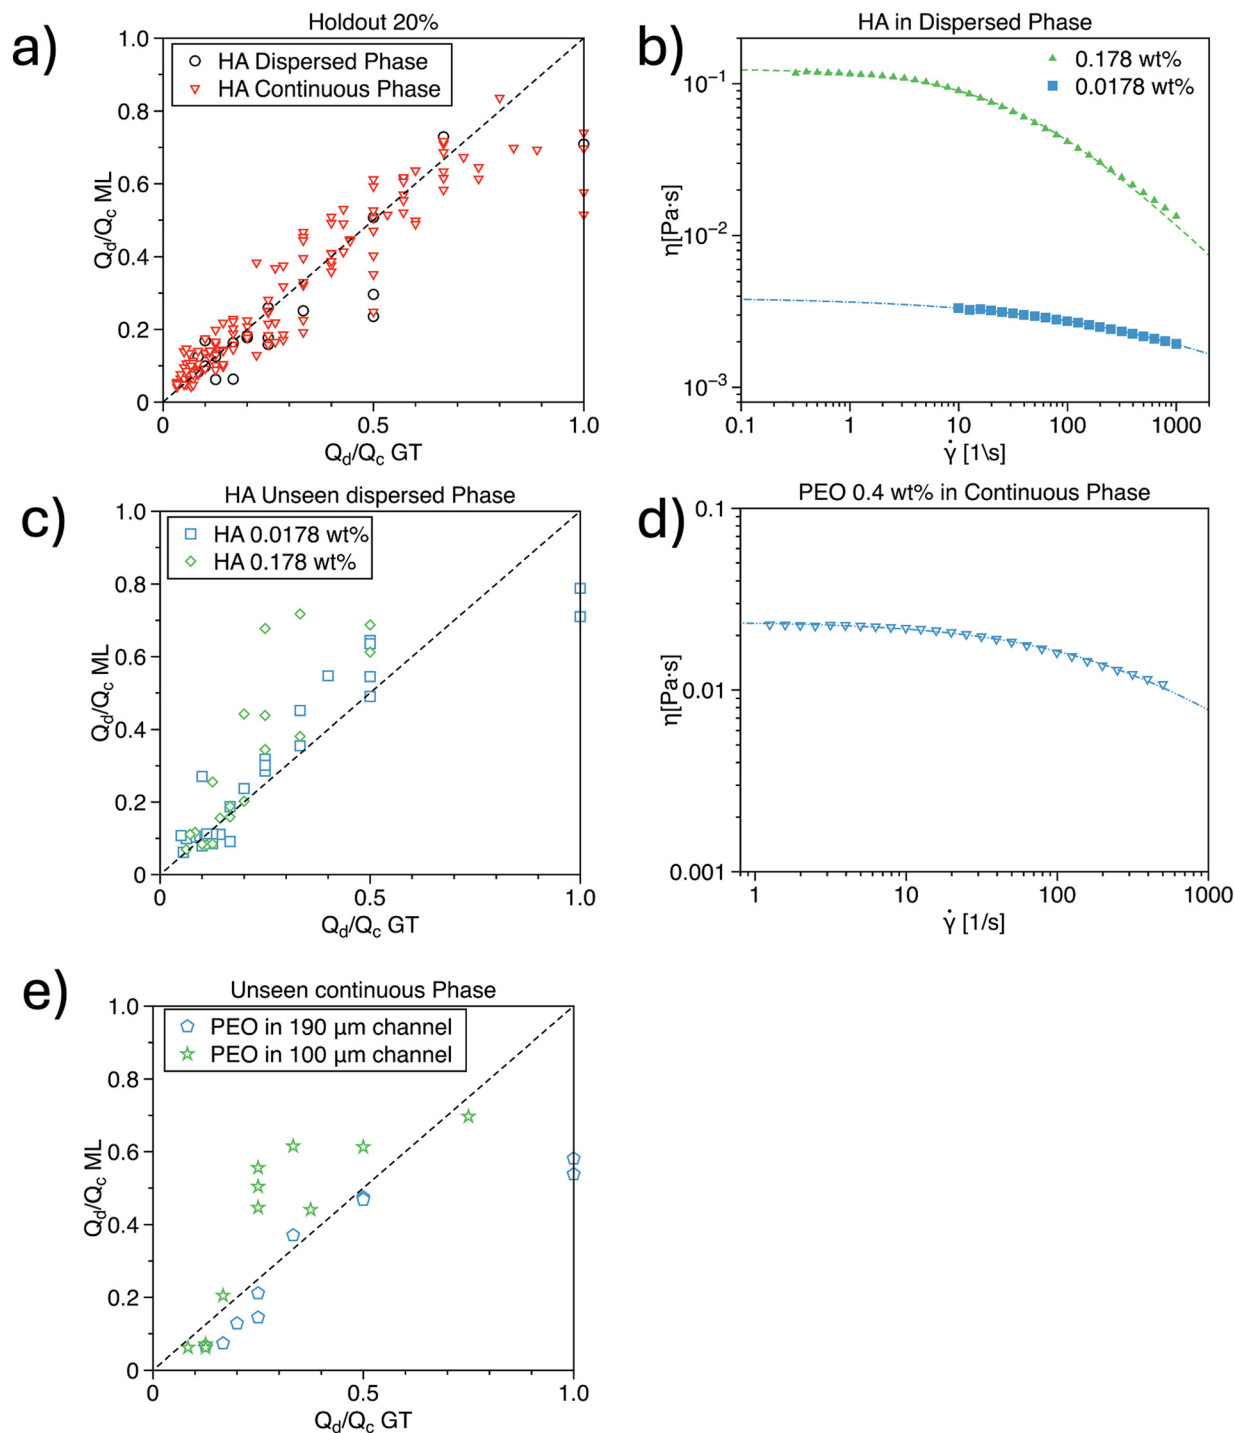 a)
Holdout 20%
HA Dispersed Phase
HA Continuous Phase
1.0
0.8
0.6
0.4
0.2
0
0
0.5
1.0
Q_d/Q_c ML
Q_d/Q_c GT
b)
HA in Dispersed Phase
0.178 wt%
0.0178 wt%
10⁻¹
10⁻²
10⁻³
0.1
1
10
100
1000
η[Pa·s]
γ̇ [1\s]
c)
HA Unseen dispersed Phase
HA 0.0178 wt%
HA 0.178 wt%
1.0
0.8
0.6
0.4
0.2
0
0
0.5
1.0
Q_d/Q_c ML
Q_d/Q_c GT
d)
PEO 0.4 wt% in Continuous Phase
0.1
0.01
0.001
1
10
100
1000
η[Pa·s]
γ̇ [1/s]
e)
Unseen continuous Phase
PEO in 190 μm channel
PEO in 100 μm channel
1.0
0.8
0.6
0.4
0.2
0
0
0.5
1.0
Q_d/Q_c ML
Q_d/Q_c GT